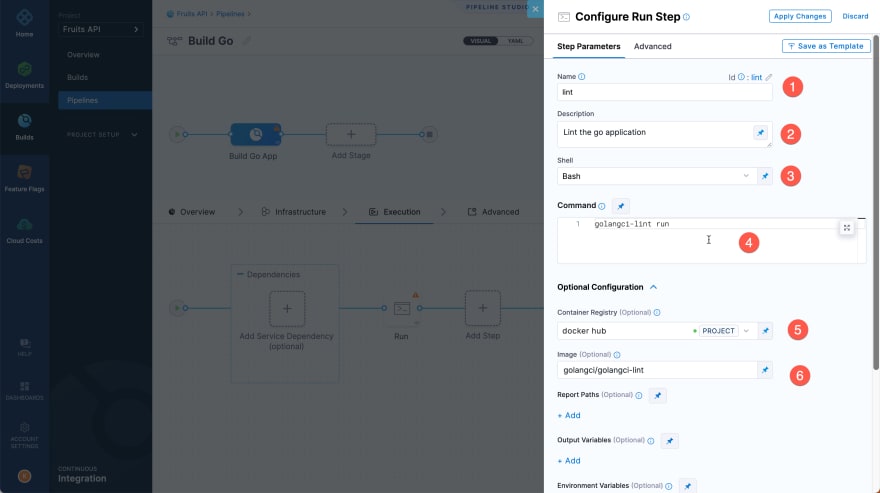 Home
Deployments
Builds
Feature Flags
Cloud Costs
HELP
DASHBOARDS
ACCOUNT
SETTINGS
Project
Fruits API
Overview
Builds
Pipelines
PROJECT SETUP
CONTINUOUS
Integration
Fruits API > Pipelines >
PIPELINE STUDIO
Build Go
VISUAL YAML
Build Go App
Add Stage
Overview
Infrastructure
Execution
Advanced
Dependencies
Add Service Dependency
(optional)
Run
Add Step
Configure Run Step
Apply Changes
Discard
Step Parameters
Advanced
Save as Template
Name
Id : lint
lint
1
Description
Lint the go application
2
Shell
Bash
3
Command
1 golangci-lint run
4
Optional Configuration
Container Registry (Optional)
docker hub
PROJECT
5
Image (Optional)
golangci/golangci-lint
6
Report Paths (Optional)
+ Add
Output Variables (Optional)
+ Add
Environment Variables (Optional)